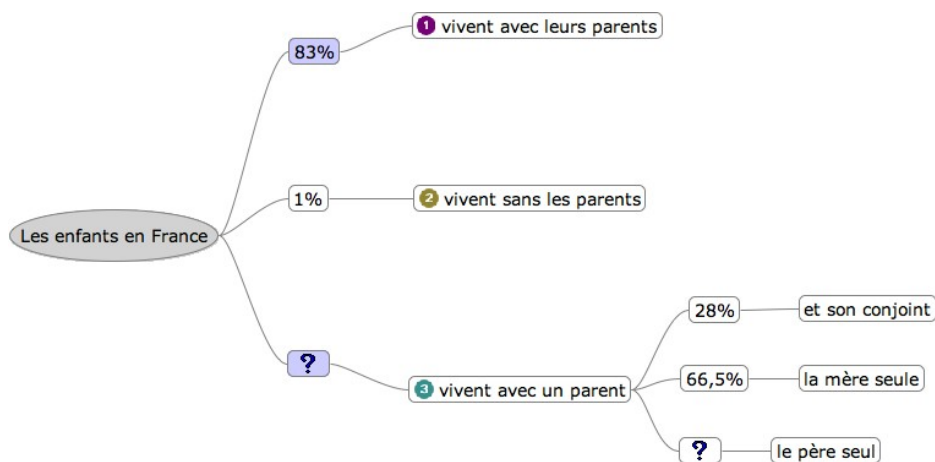 83%
1 vivent avec leurs parents
1%
2 vivent sans les parents
Les enfants en France
28%
et son conjoint
?
3 vivent avec un parent
66,5%
la mère seule
?
le père seul